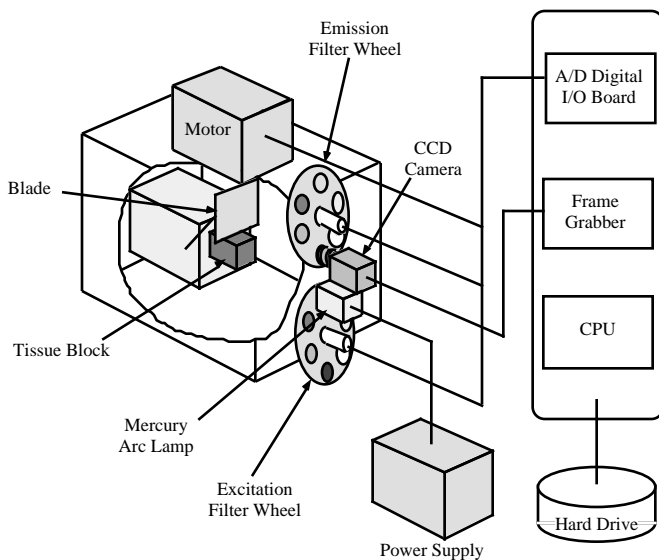 Emission
Filter Wheel
A/D Digital
I/O Board
Motor
CCD
Camera
Blade
Frame
Grabber
CPU
Tissue Block
Mercury
Arc Lamp
Excitation
Filter Wheel
Hard Drive
Power Supply